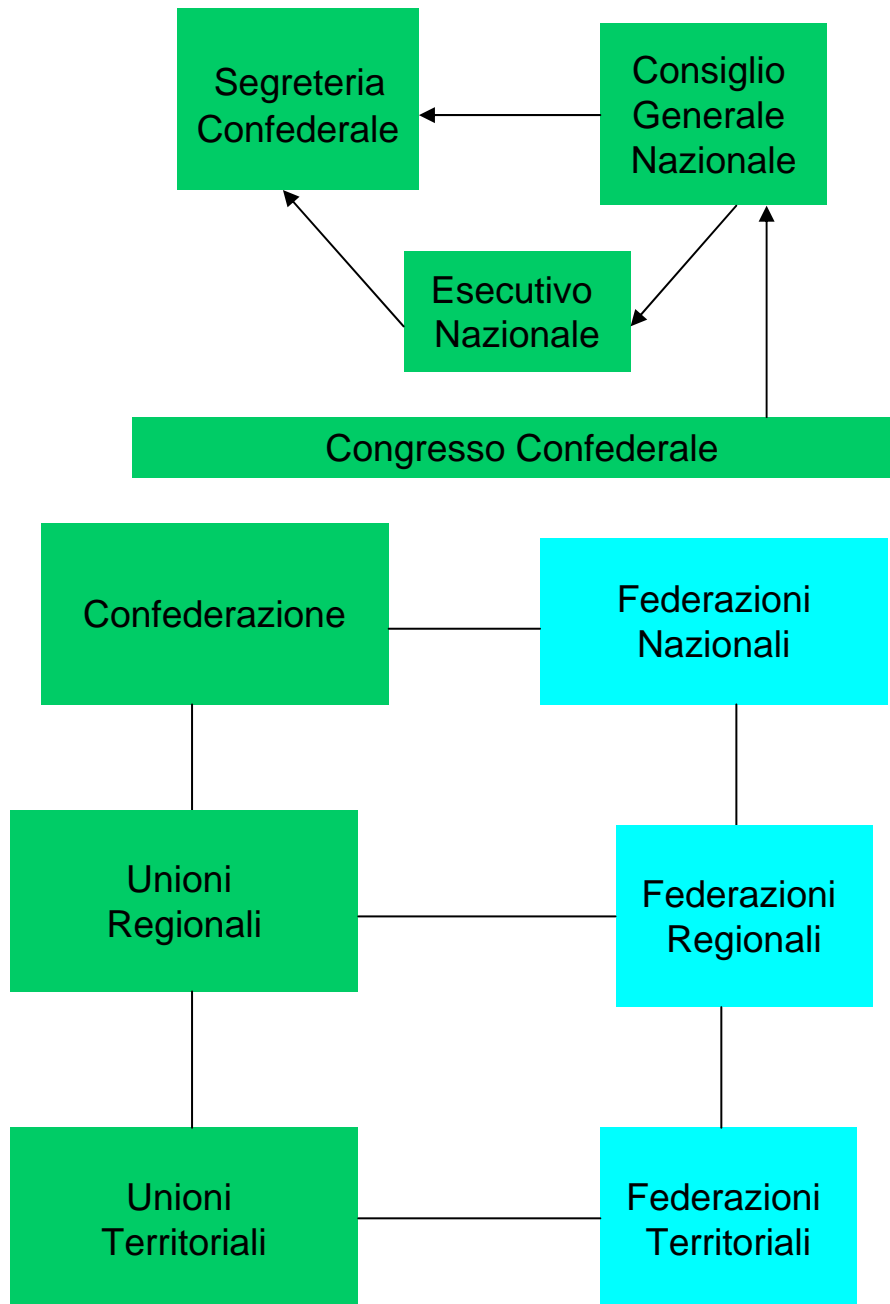 Segreteria
Confederale
Consiglio
Generale
Nazionale
Esecutivo
Nazionale
Congresso Confederale
Confederazione
Federazioni
Nazionali
Unioni
Regionali
Federazioni
Regionali
Unioni
Territoriali
Federazioni
Territoriali